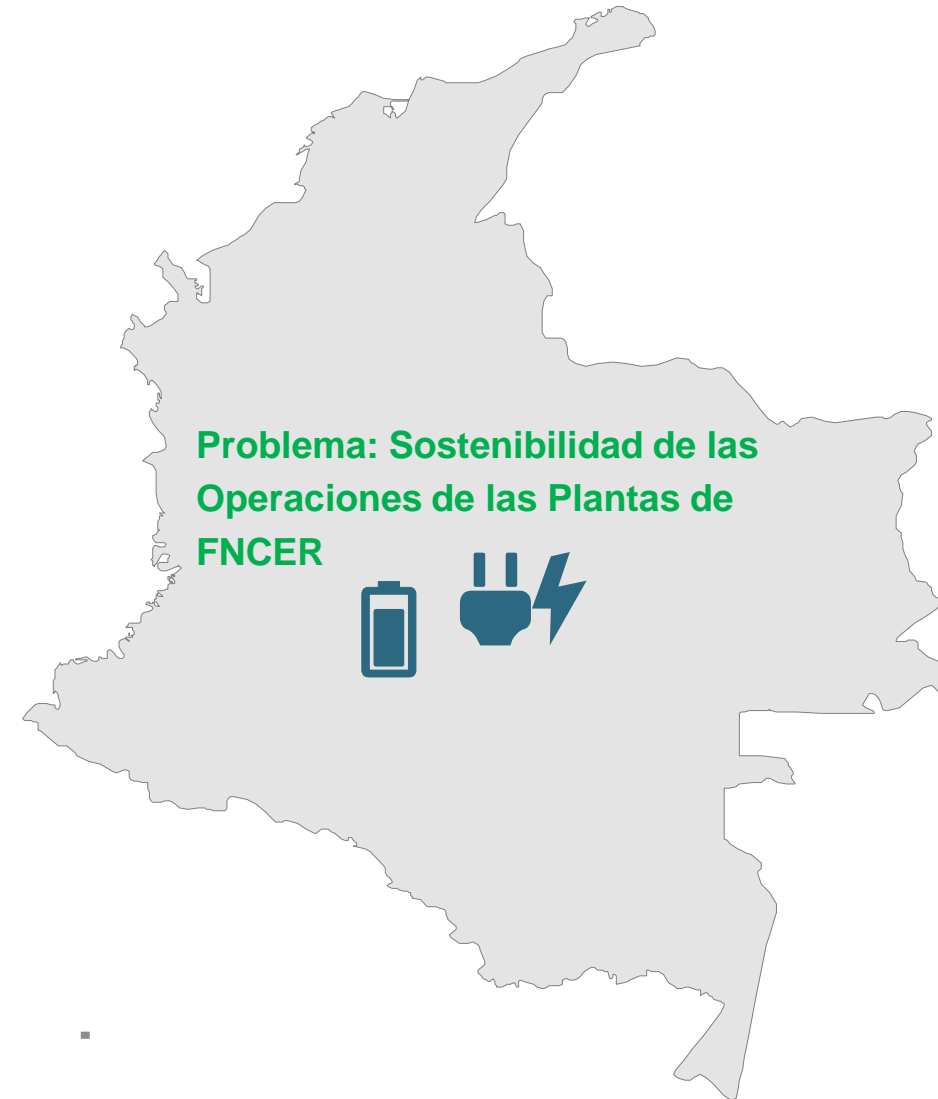 Problema: Sostenibilidad de las
Operaciones de las Plantas de
FNCER